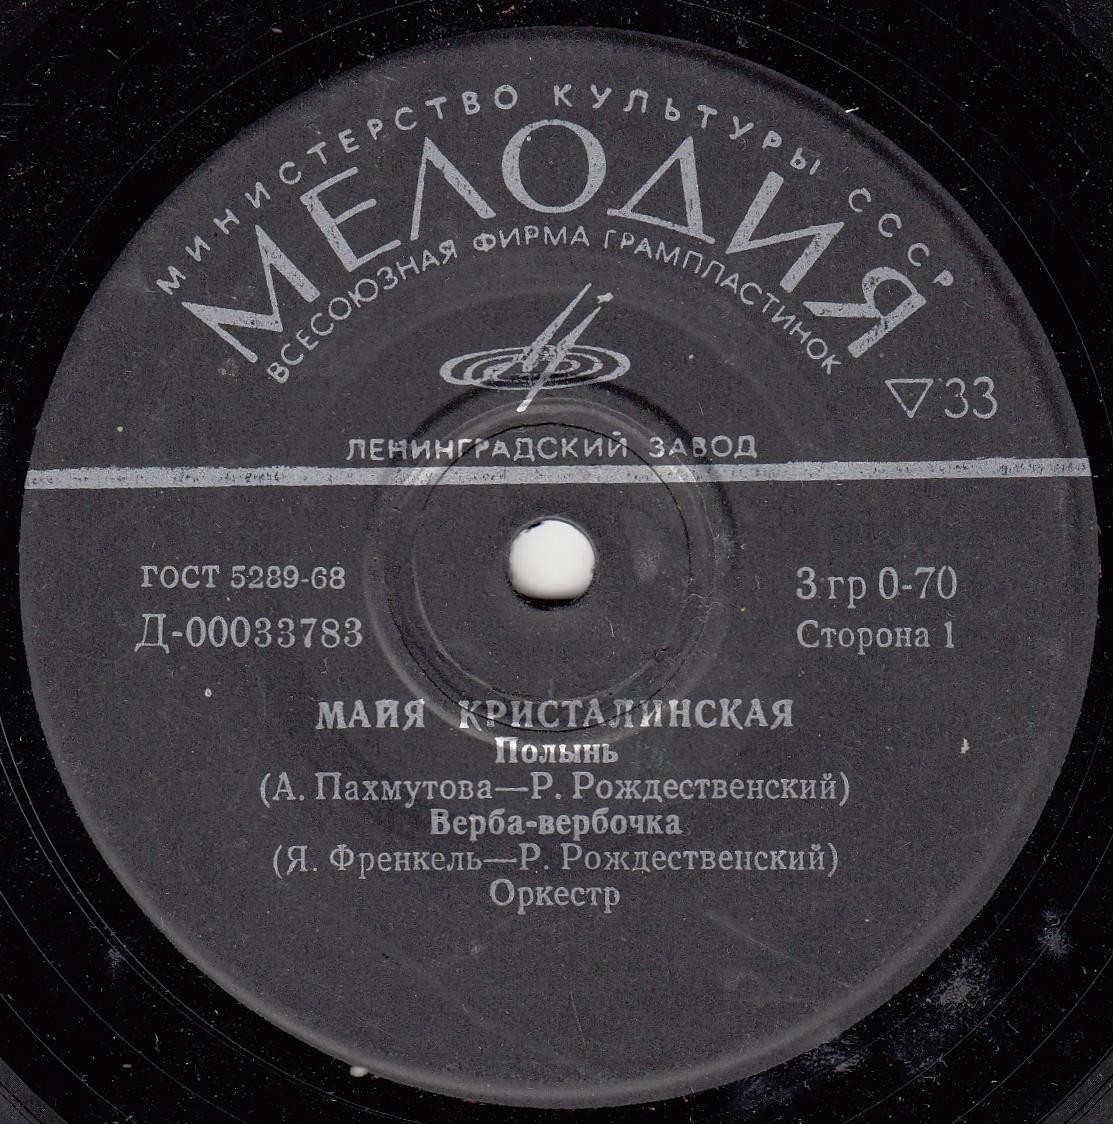 МИНИСТЕРСТВО КУЛЬТУРЫ СССР
МЕЛОДИЯ
ВСЕСОЮЗНАЯ ФИРМА ГРАМПЛАСТИНОК
▽33
ЛЕНИНГРАДСКИЙ ЗАВОД
ГОСТ 5289-68
3 гр 0-70
Д-00033783
Сторона 1
МАЙЯ КРИСТАЛИНСКАЯ
Полынь
(А. Пахмутова—Р. Рождественский)
Верба-вербочка
(Я. Френкель—Р. Рождественский)
Оркестр